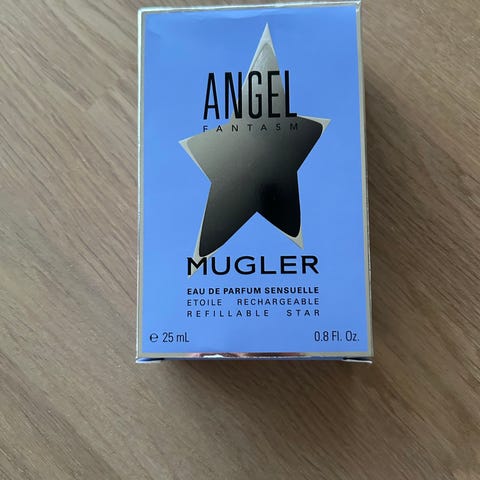 ANGEL
FANTASM
MUGLER
EAU DE PARFUM SENSUELLE
ETOILE RECHARGEABLE
REFILLABLE STAR
℮ 25 mL 0.8 Fl. Oz.